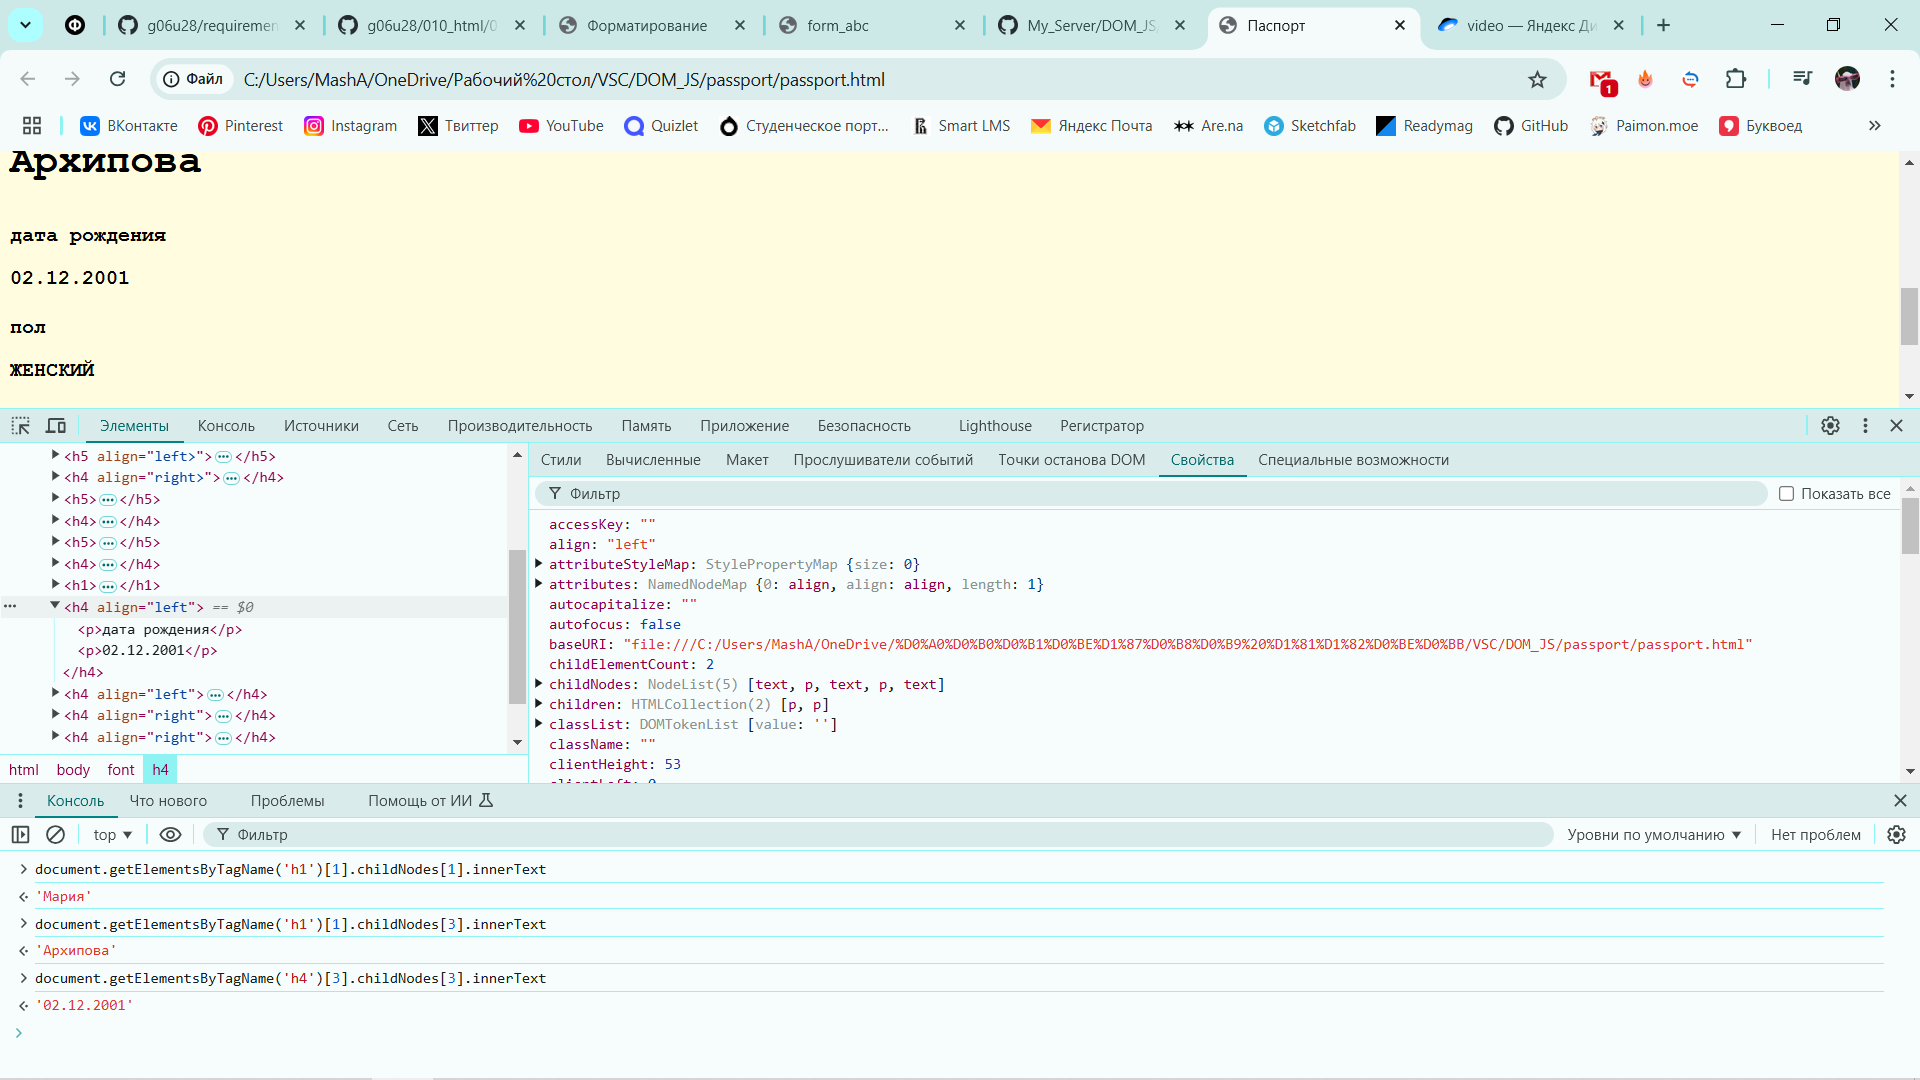 g06u28/requiremen
g06u28/010_html/0
Форматирование
form_abc
My_Server/DOM_JS/
Паспорт
video — Яндекс Ди
Файл
C:/Users/MashA/OneDrive/Рабочий%20стол/VSC/DOM_JS/passport/passport.html
1
ВКонтакте
Pinterest
Instagram
Твиттер
YouTube
Quizlet
Студенческое порт...
Smart LMS
Яндекс Почта
Are.na
Sketchfab
Readymag
GitHub
Paimon.moe
Буквоед
Архипова
дата рождения
02.12.2001
пол
ЖЕНСКИЙ
Элементы
Консоль
Источники
Сеть
Производительность
Память
Приложение
Безопасность
Lighthouse
Регистратор
<h5 align="left>">…</h5>
<h4 align="right>">…</h4>
<h5>…</h5>
<h4>…</h4>
<h5>…</h5>
<h4>…</h4>
<h1>…</h1>
<h4 align="left"> == $0
<p>дата рождения</p>
<p>02.12.2001</p>
</h4>
<h4 align="left">…</h4>
<h4 align="right">…</h4>
<h4 align="right">…</h4>
html
body
font
h4
Стили
Вычисленные
Макет
Прослушиватели событий
Точки останова DOM
Свойства
Специальные возможности
Фильтр
Показать все
accessKey: ""
align: "left"
attributeStyleMap: StylePropertyMap {size: 0}
attributes: NamedNodeMap {0: align, align: align, length: 1}
autocapitalize: ""
autofocus: false
baseURI: "file:///C:/Users/MashA/OneDrive/%D0%A0%D0%B0%D0%B1%D0%BE%D1%87%D0%B8%D0%B9%20%D1%81%D1%82%D0%BE%D0%BB/VSC/DOM_JS/passport/passport.html"
childElementCount: 2
childNodes: NodeList(5) [text, p, text, p, text]
children: HTMLCollection(2) [p, p]
classList: DOMTokenList [value: '']
className: ""
clientHeight: 53
clientLeft: 0
Консоль
Что нового
Проблемы
Помощь от ИИ
top
Фильтр
Уровни по умолчанию
Нет проблем
document.getElementsByTagName('h1')[1].childNodes[1].innerText
'Мария'
document.getElementsByTagName('h1')[1].childNodes[3].innerText
'Архипова'
document.getElementsByTagName('h4')[3].childNodes[3].innerText
'02.12.2001'